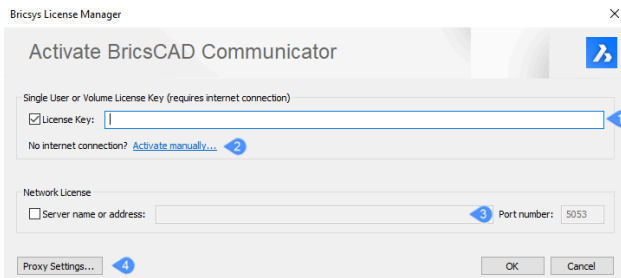 Bricsys License Manager
Activate BricsCAD Communicator
Single User or Volume License Key (requires internet connection)
License Key:
1
No internet connection? Activate manually... 2
Network License
Server name or address: 3 Port number: 5053
Proxy Settings... 4 OK Cancel